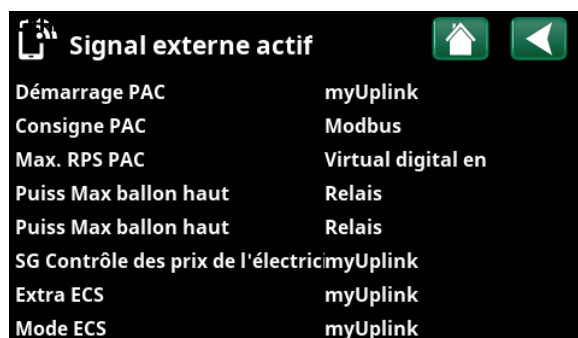 Signal externe actif
Démarrage PAC myUplink
Consigne PAC Modbus
Max. RPS PAC Virtual digital en
Puiss Max ballon haut Relais
Puiss Max ballon haut Relais
SG Contrôle des prix de l'électrici myUplink
Extra ECS myUplink
Mode ECS myUplink